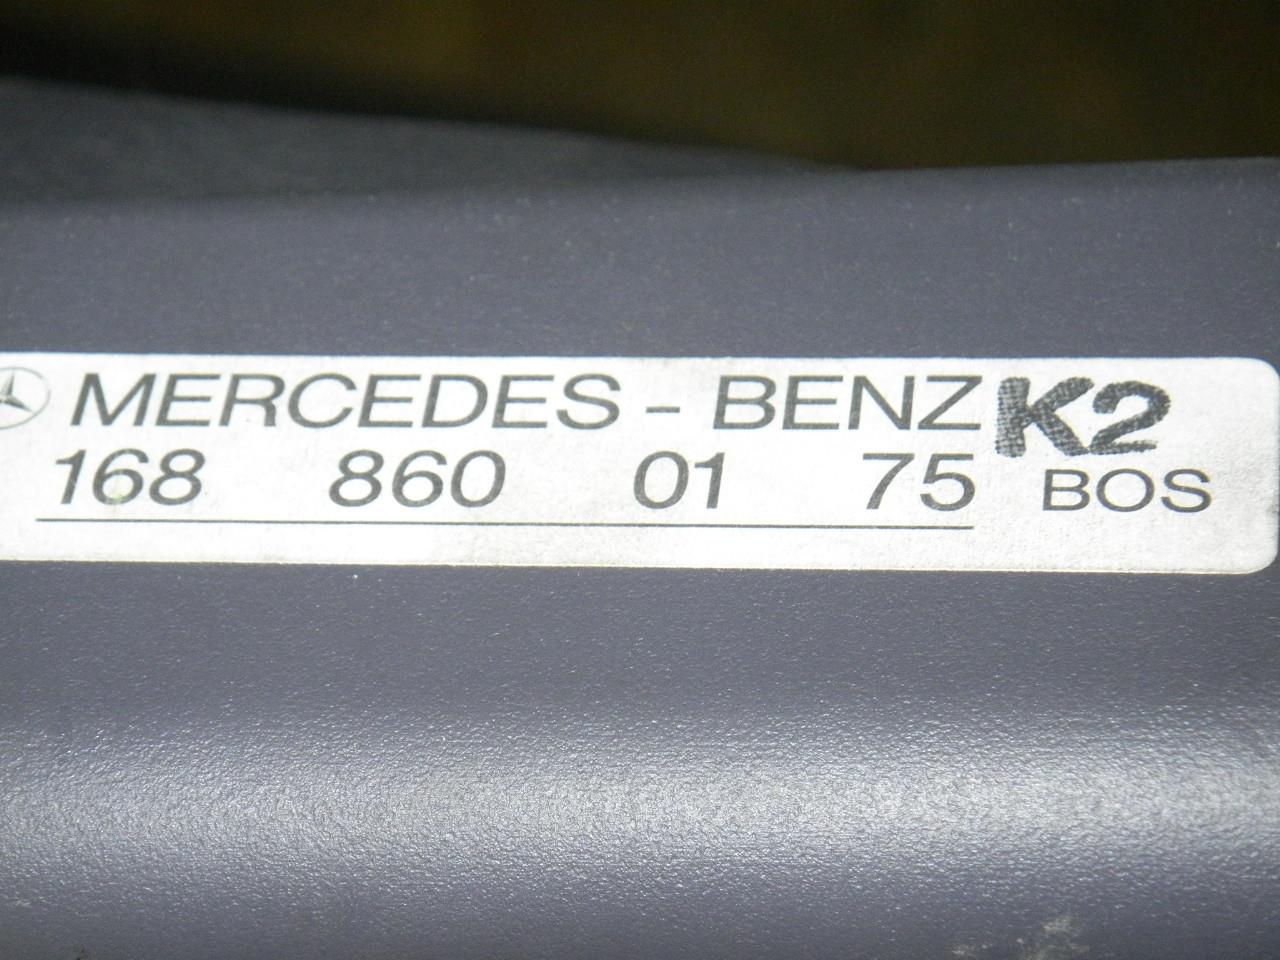 MERCEDES - BENZ K2
168 860 01 75 BOS